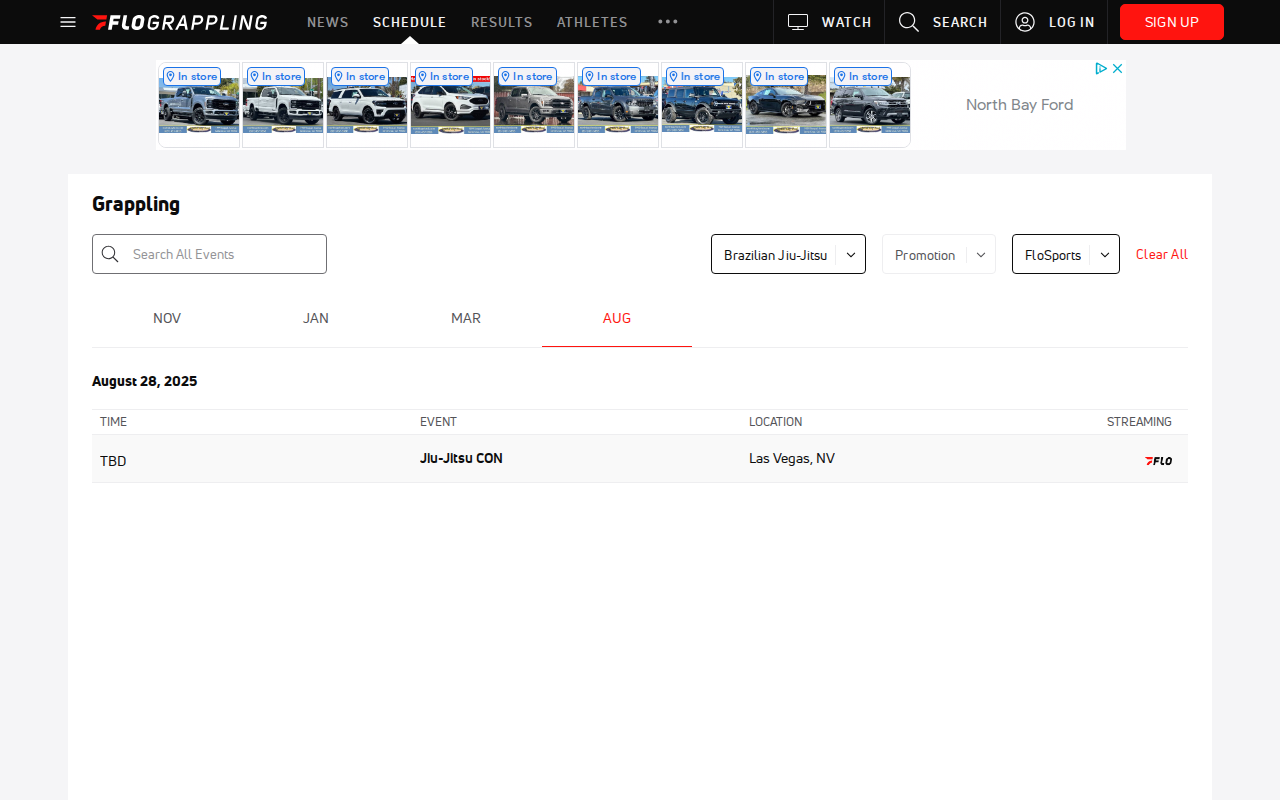 FLOGRAPPLING NEWS SCHEDULE RESULTS ATHLETES ••• WATCH SEARCH LOG IN SIGN UP
In store In store In store In store In store In store In store In store In store
North Bay Ford
Grappling
Search All Events Brazilian Jiu-Jitsu Promotion FloSports Clear All
NOV JAN MAR AUG
August 28, 2025
TIME EVENT LOCATION STREAMING
TBD Jiu-Jitsu CON Las Vegas, NV FLO